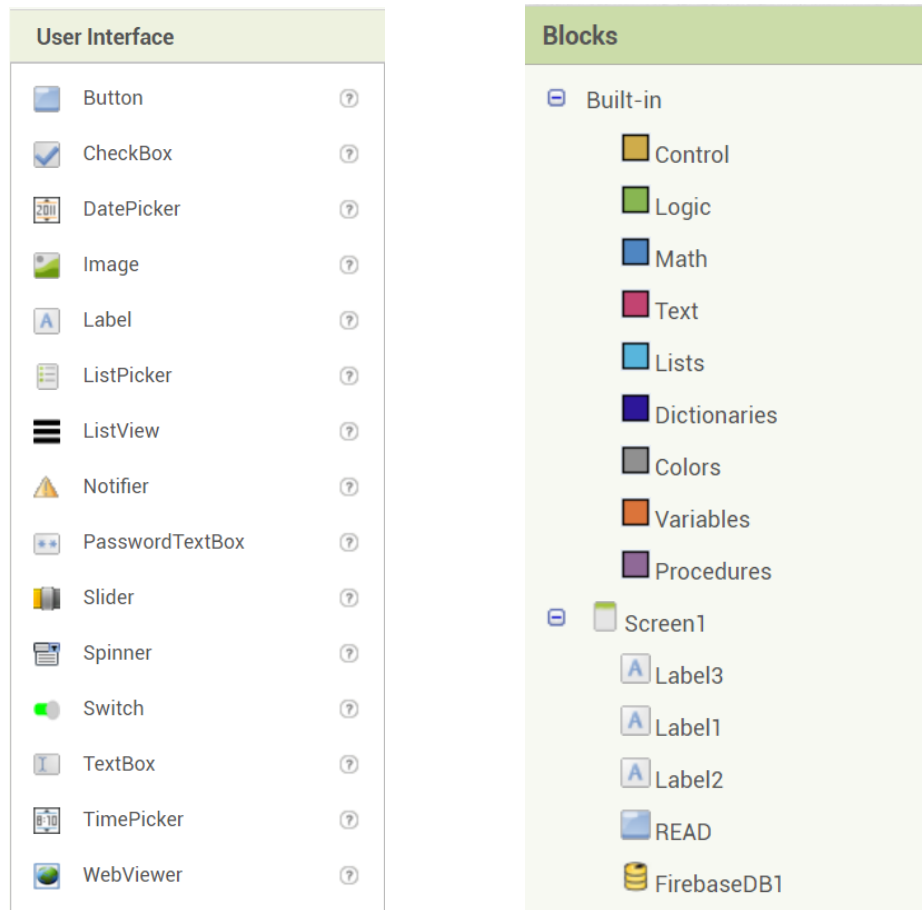 User Interface
Button
CheckBox
DatePicker
Image
Label
ListPicker
ListView
Notifier
PasswordTextBox
Slider
Spinner
Switch
TextBox
TimePicker
WebViewer
Blocks
Built-in
Control
Logic
Math
Text
Lists
Dictionaries
Colors
Variables
Procedures
Screen1
Label3
Label1
Label2
READ
FirebaseDB1